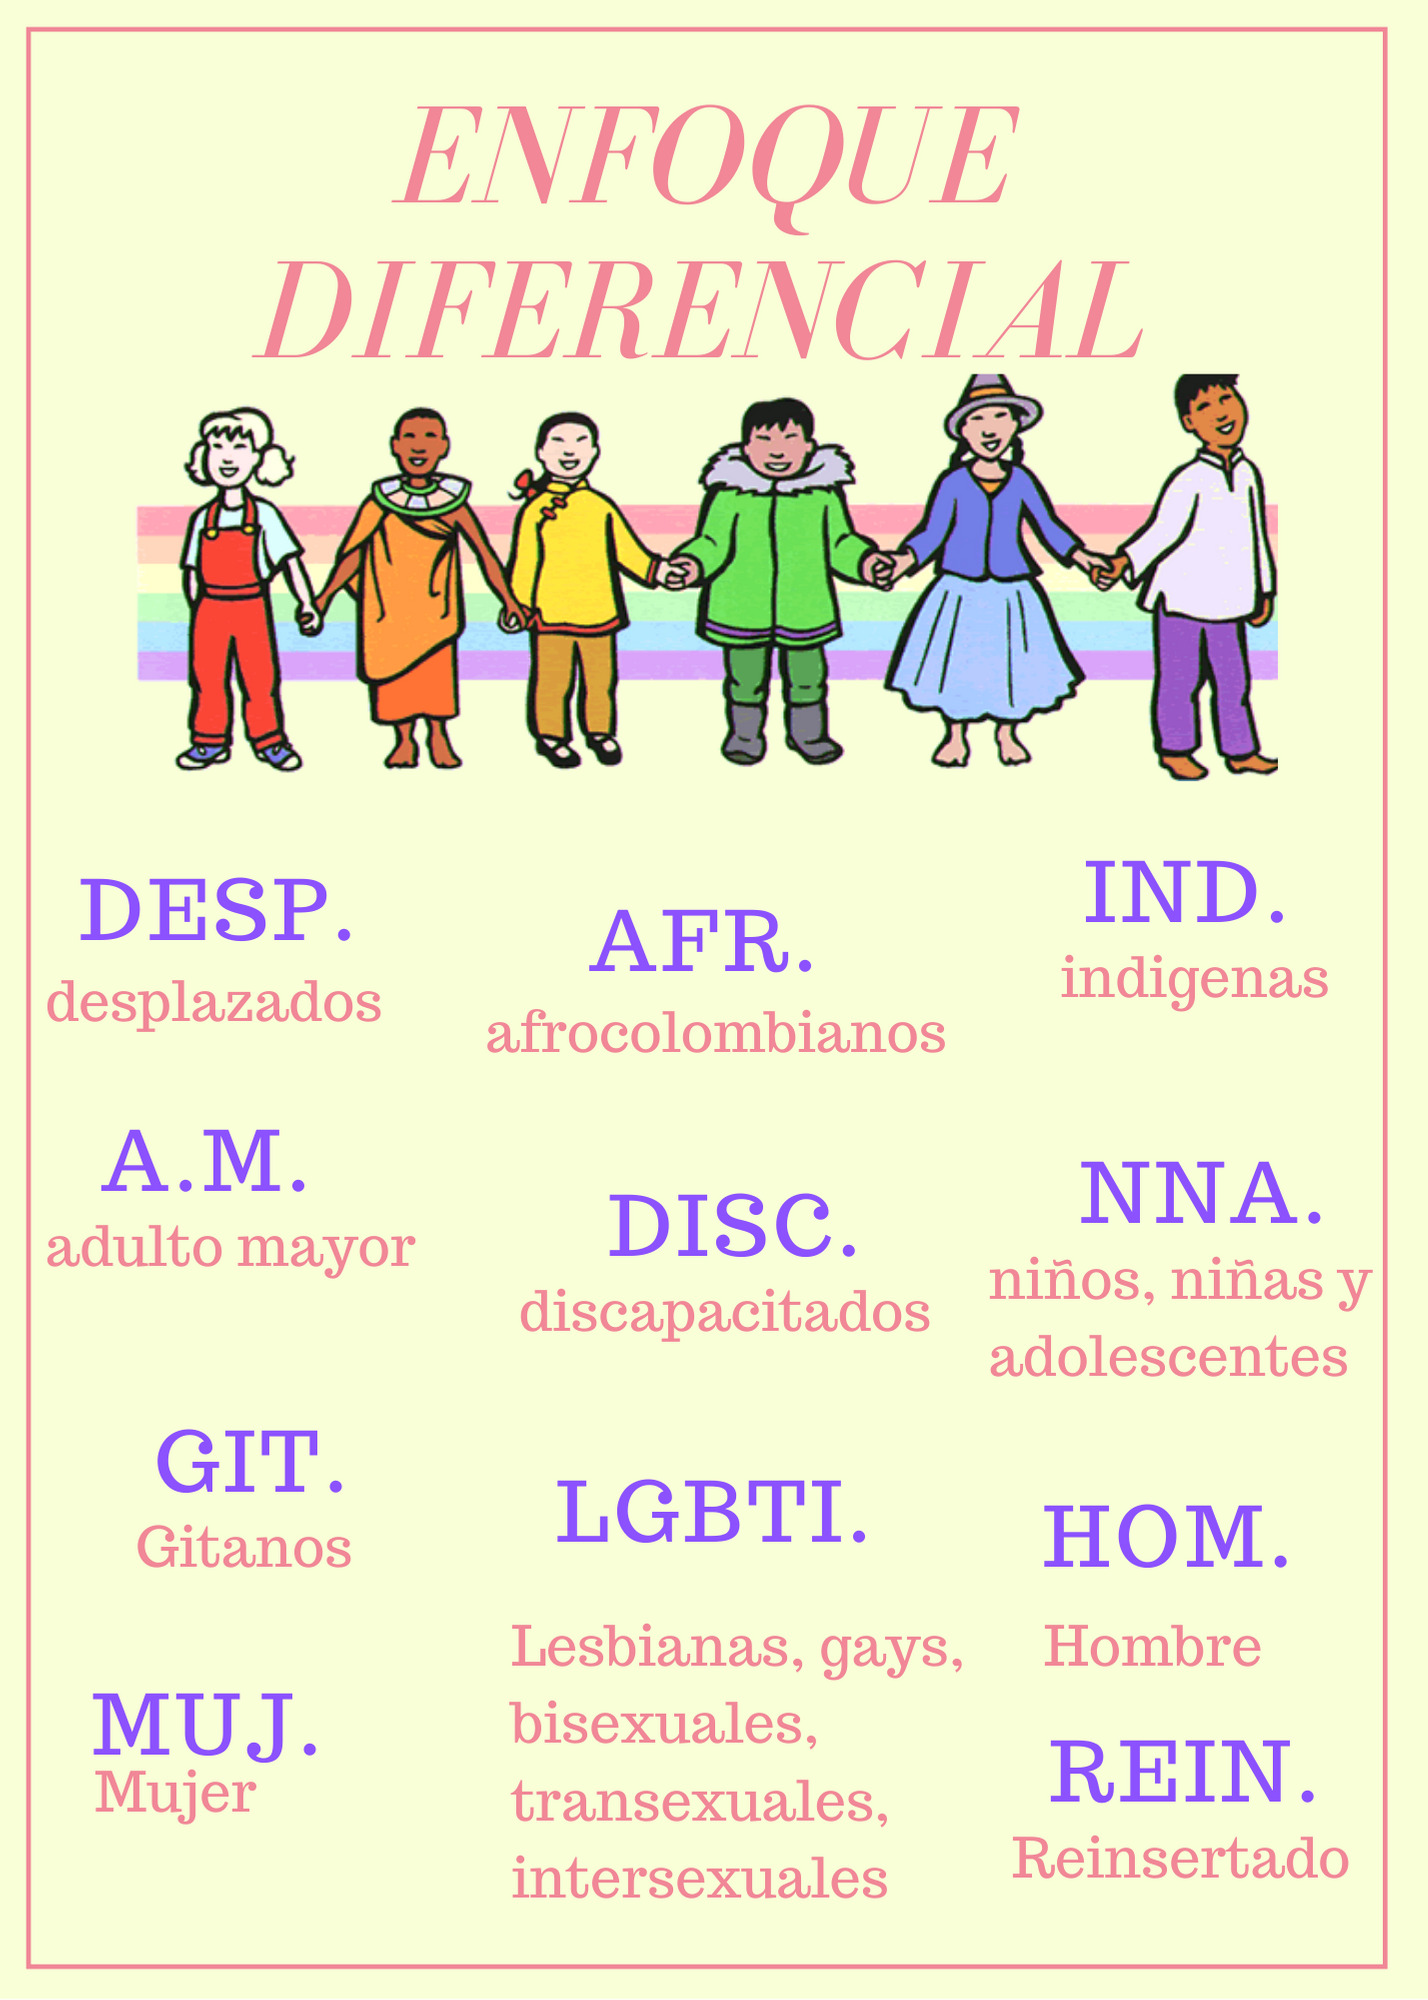 ENFOQUE
DIFERENCIAL
DESP.
desplazados
AFR.
afrocolombianos
IND.
indigenas
A.M.
adulto mayor
DISC.
discapacitados
NNA.
niños, niñas y
adolescentes
GIT.
Gitanos
LGBTI.
Lesbianas, gays,
bisexuales,
transexuales,
intersexuales
HOM.
Hombre
MUJ.
Mujer
REIN.
Reinsertado